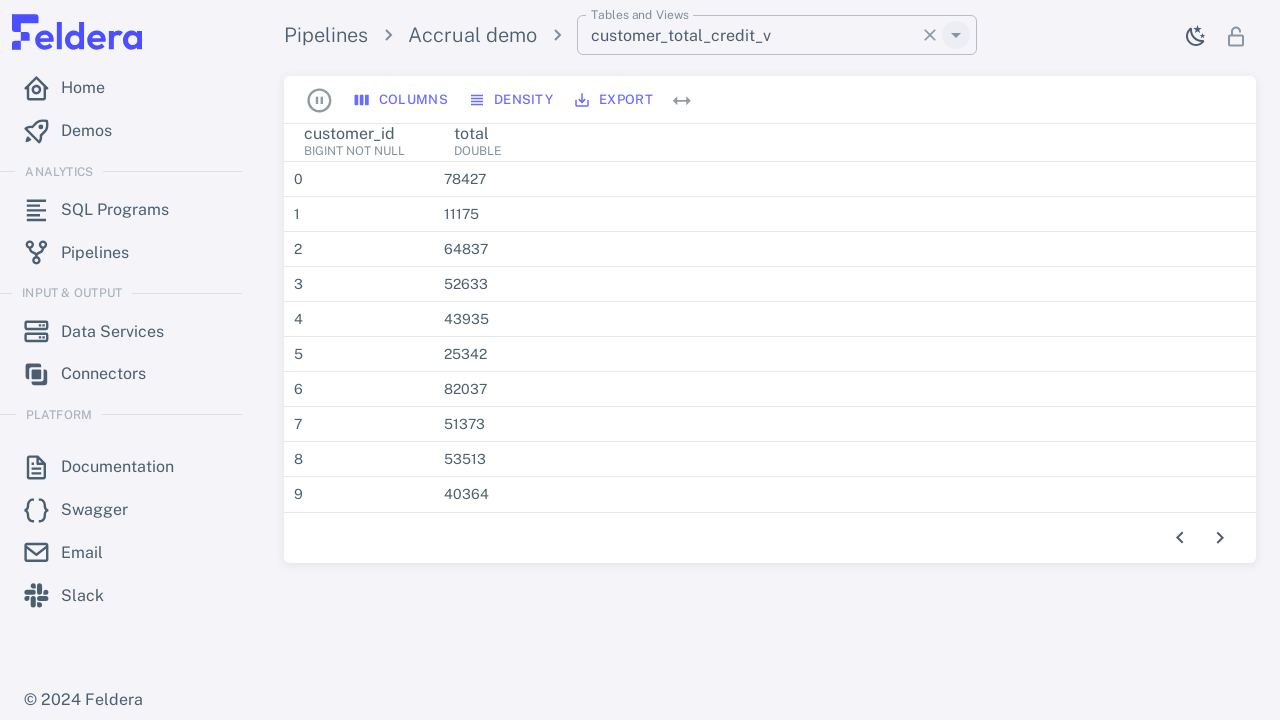 Feldera
Home
Demos
ANALYTICS
SQL Programs
Pipelines
INPUT & OUTPUT
Data Services
Connectors
PLATFORM
Documentation
Swagger
Email
Slack
© 2024 Feldera
Pipelines
Accrual demo
Tables and Views
customer_total_credit_v
COLUMNS DENSITY EXPORT
customer_id total
BIGINT NOT NULL DOUBLE
0 78427
1 11175
2 64837
3 52633
4 43935
5 25342
6 82037
7 51373
8 53513
9 40364